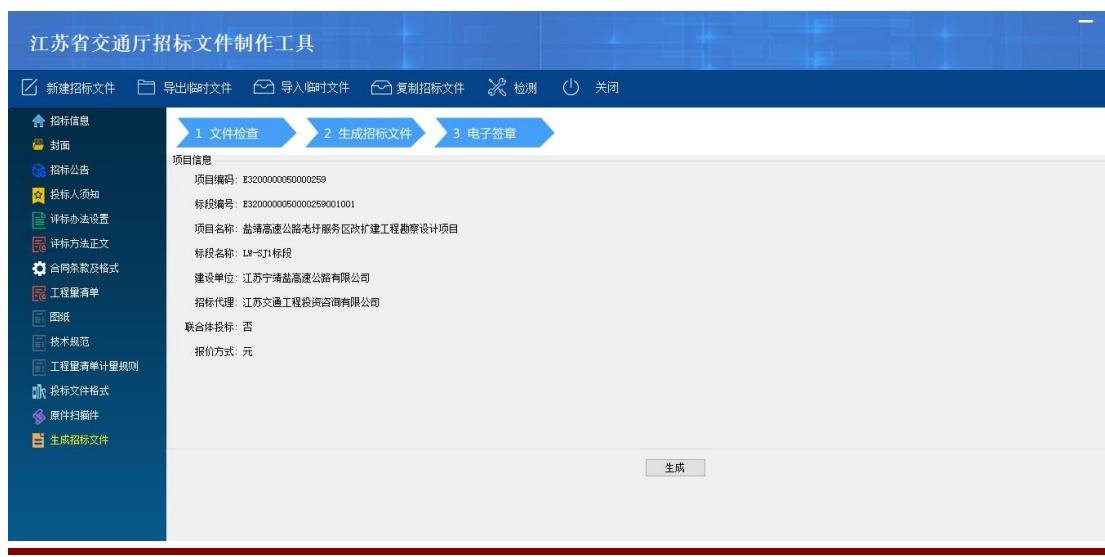 江苏省交通厅招标文件制作工具
新建招标文件 导出临时文件 导入临时文件 复制招标文件 检测 关闭
招标信息
封面
招标公告
投标人须知
评标办法设置
评标方法正文
合同条款及格式
工程量清单
图纸
技术规范
工程量清单计量规则
投标文件格式
原件扫描件
生成招标文件
1 文件检查 2 生成招标文件 3 电子签章
项目信息
项目编码: E3200000050000259
标段编号: E3200000050000259001001
项目名称: 盐靖高速公路老圩服务区改扩建工程勘察设计项目
标段名称: LW-SJ1标段
建设单位: 江苏宁靖盐高速公路有限公司
招标代理: 江苏交通工程投资咨询有限公司
联合体投标: 否
报价方式: 元
生成